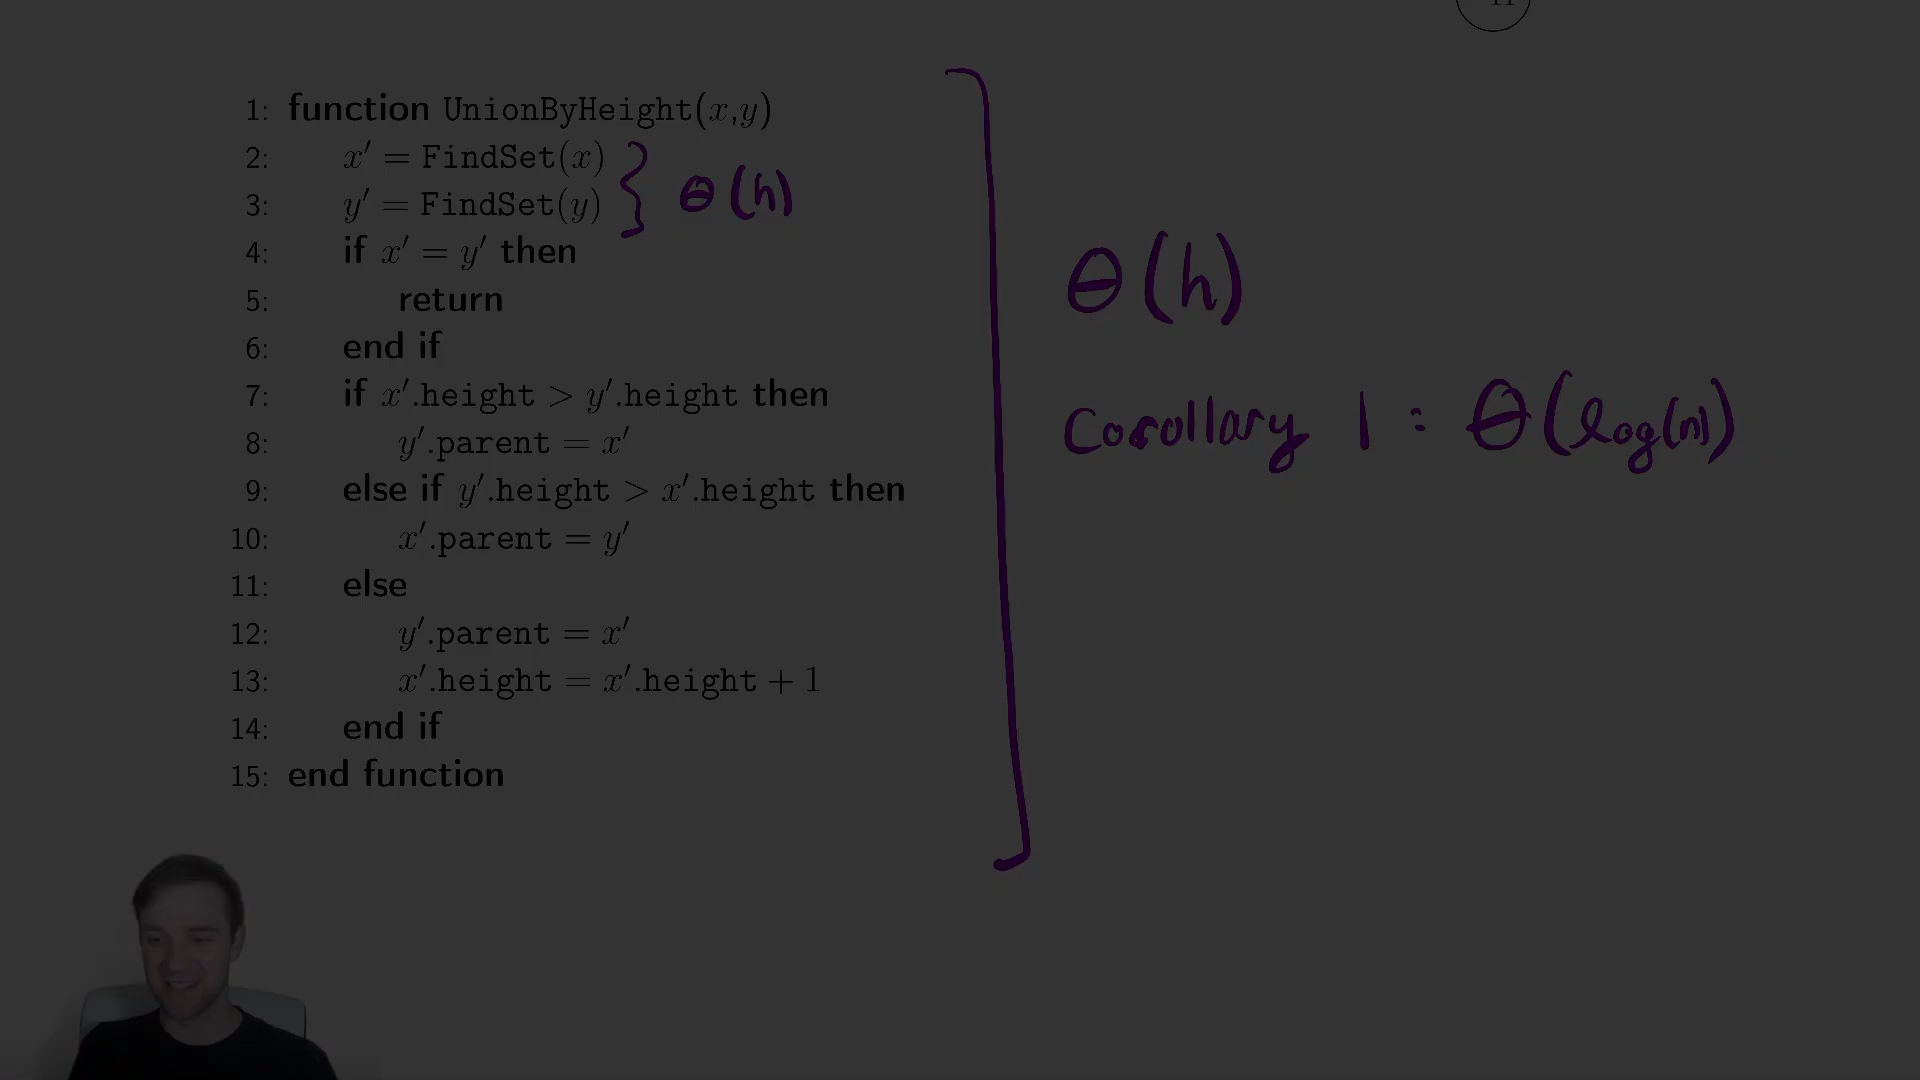 11
1: function UnionByHeight(x,y)
2: x′ = FindSet(x)
3: y′ = FindSet(y)
Θ(h)
4: if x′ = y′ then
5: return
6: end if
7: if x′.height > y′.height then
8: y′.parent = x′
9: else if y′.height > x′.height then
10: x′.parent = y′
11: else
12: y′.parent = x′
13: x′.height = x′.height + 1
14: end if
15: end function
Θ(h)
Corollary 1 : Θ(log(n))